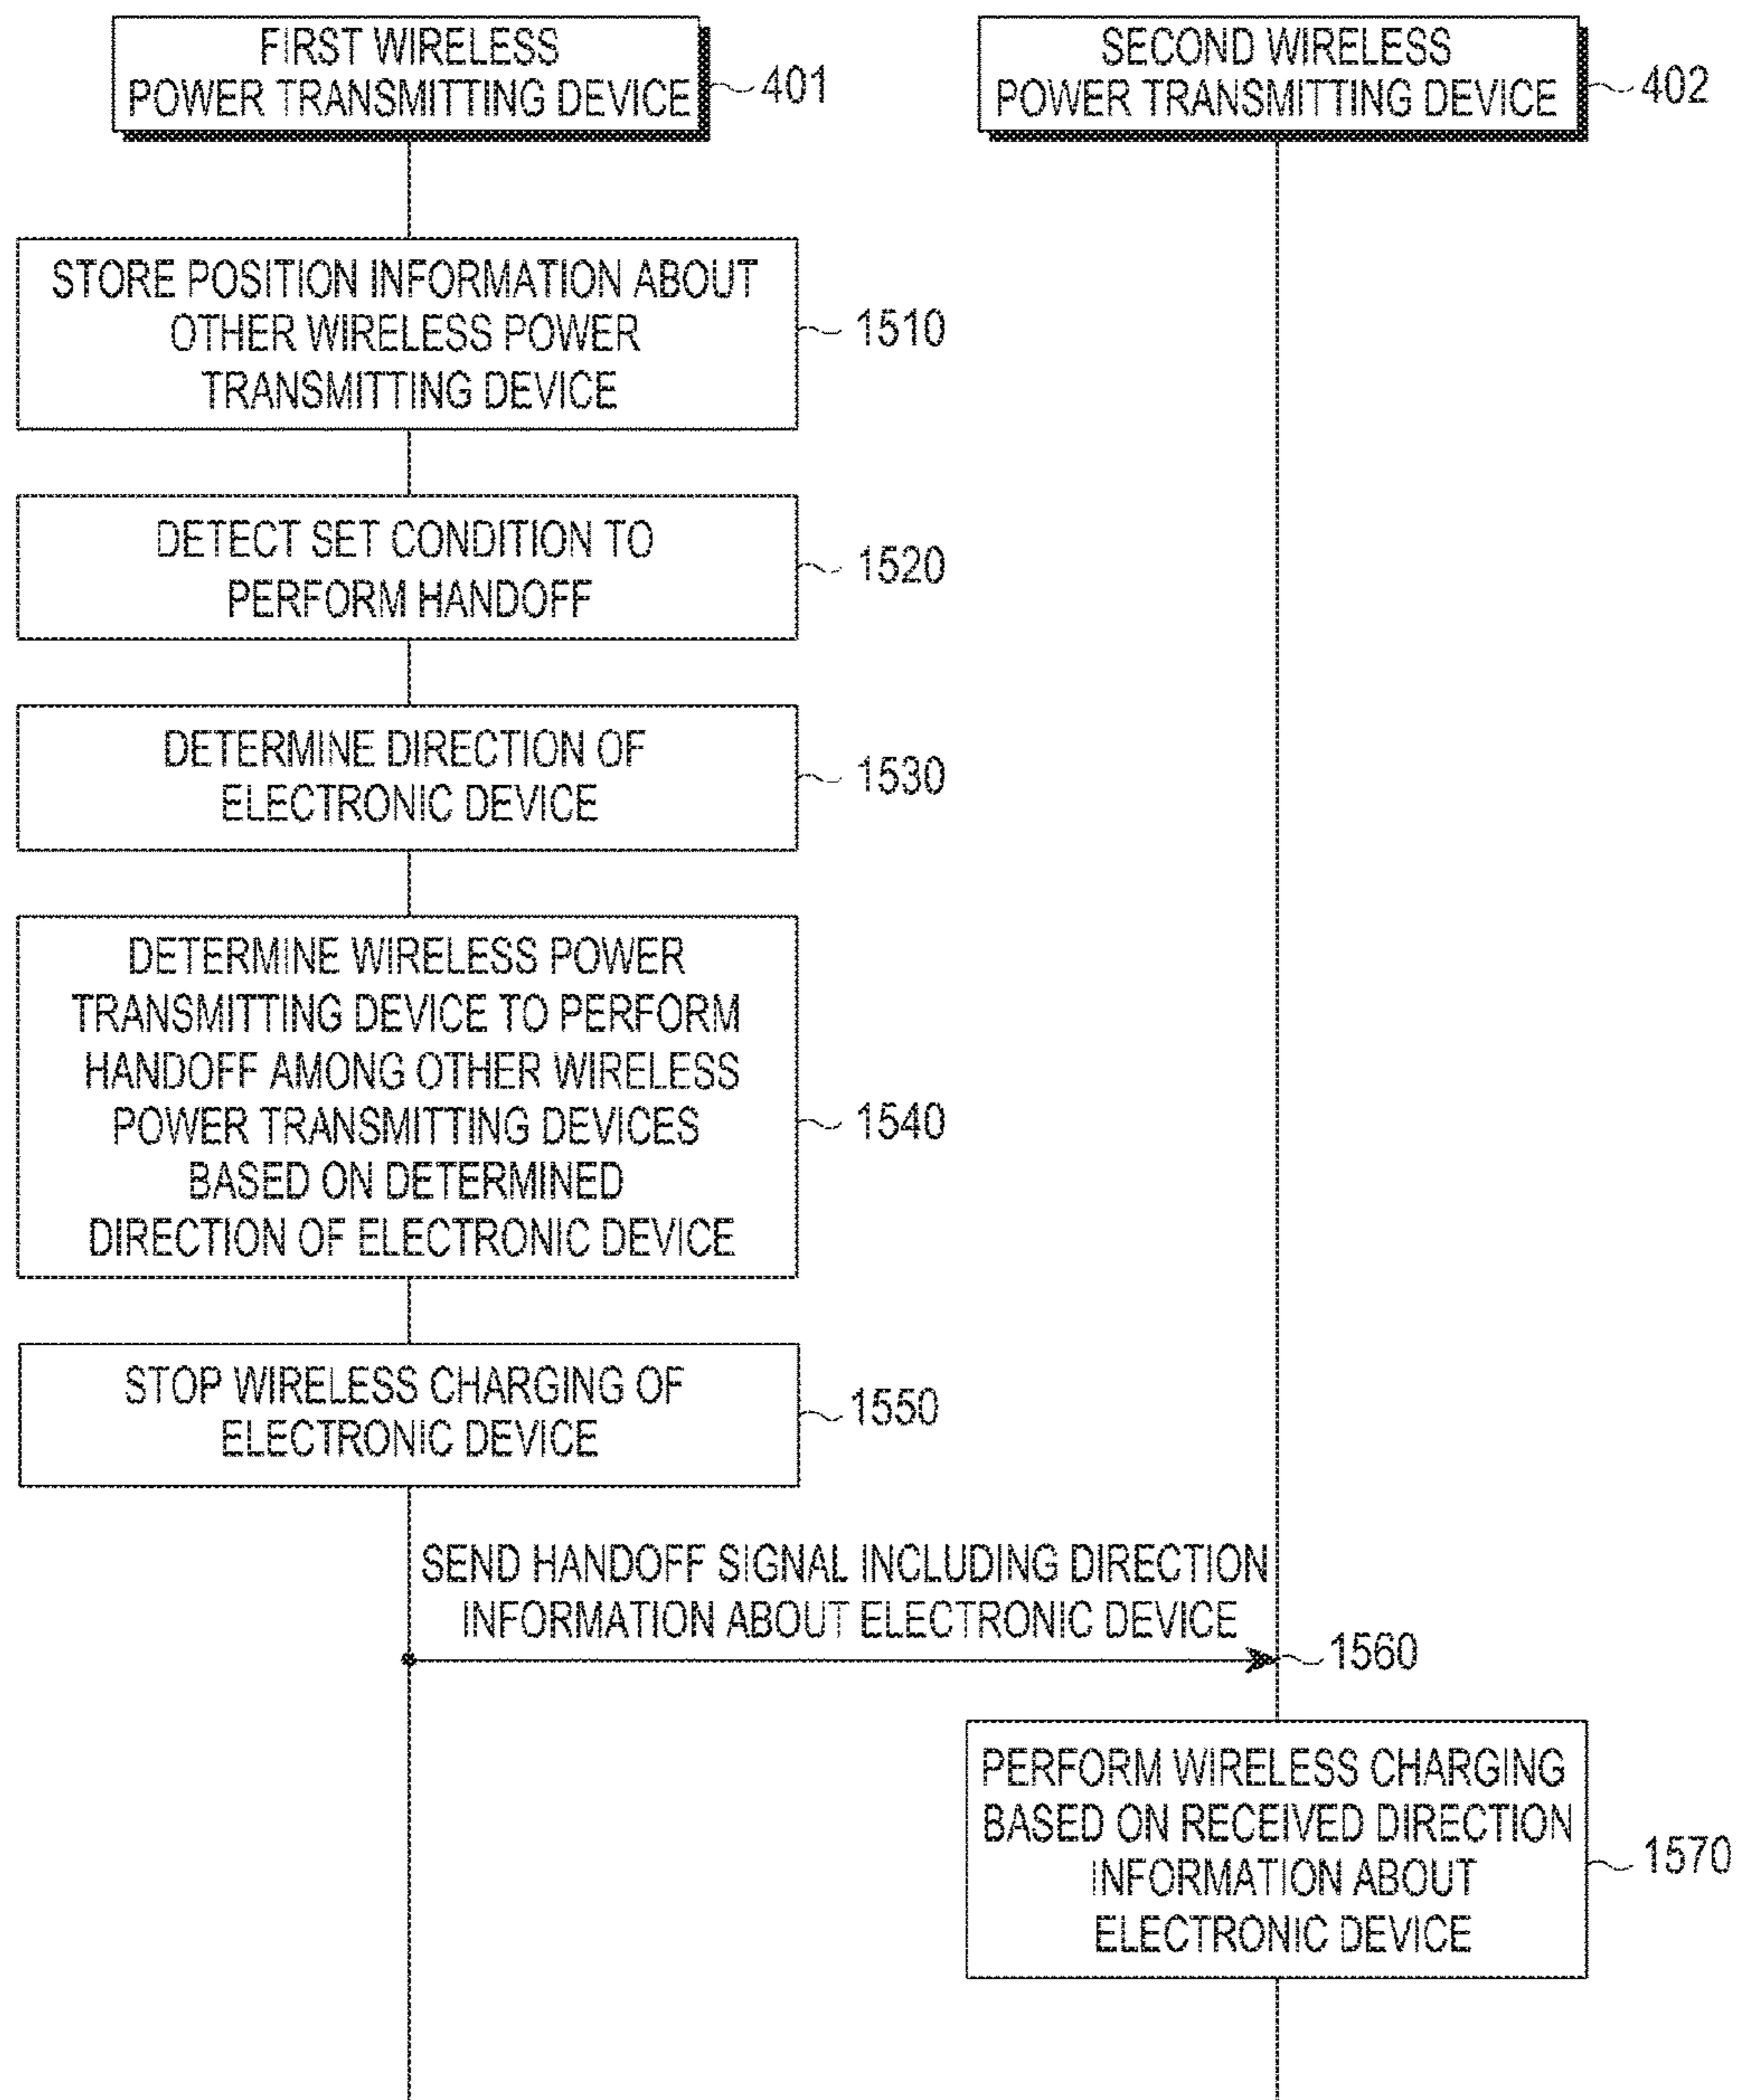 FIRST WIRELESS
POWER TRANSMITTING DEVICE
401
SECOND WIRELESS
POWER TRANSMITTING DEVICE
402
STORE POSITION INFORMATION ABOUT
OTHER WIRELESS POWER
TRANSMITTING DEVICE
1510
DETECT SET CONDITION TO
PERFORM HANDOFF
1520
DETERMINE DIRECTION OF
ELECTRONIC DEVICE
1530
DETERMINE WIRELESS POWER
TRANSMITTING DEVICE TO PERFORM
HANDOFF AMONG OTHER WIRELESS
POWER TRANSMITTING DEVICES
BASED ON DETERMINED
DIRECTION OF ELECTRONIC DEVICE
1540
STOP WIRELESS CHARGING OF
ELECTRONIC DEVICE
1550
SEND HANDOFF SIGNAL INCLUDING DIRECTION
INFORMATION ABOUT ELECTRONIC DEVICE
1560
PERFORM WIRELESS CHARGING
BASED ON RECEIVED DIRECTION
INFORMATION ABOUT
ELECTRONIC DEVICE
1570